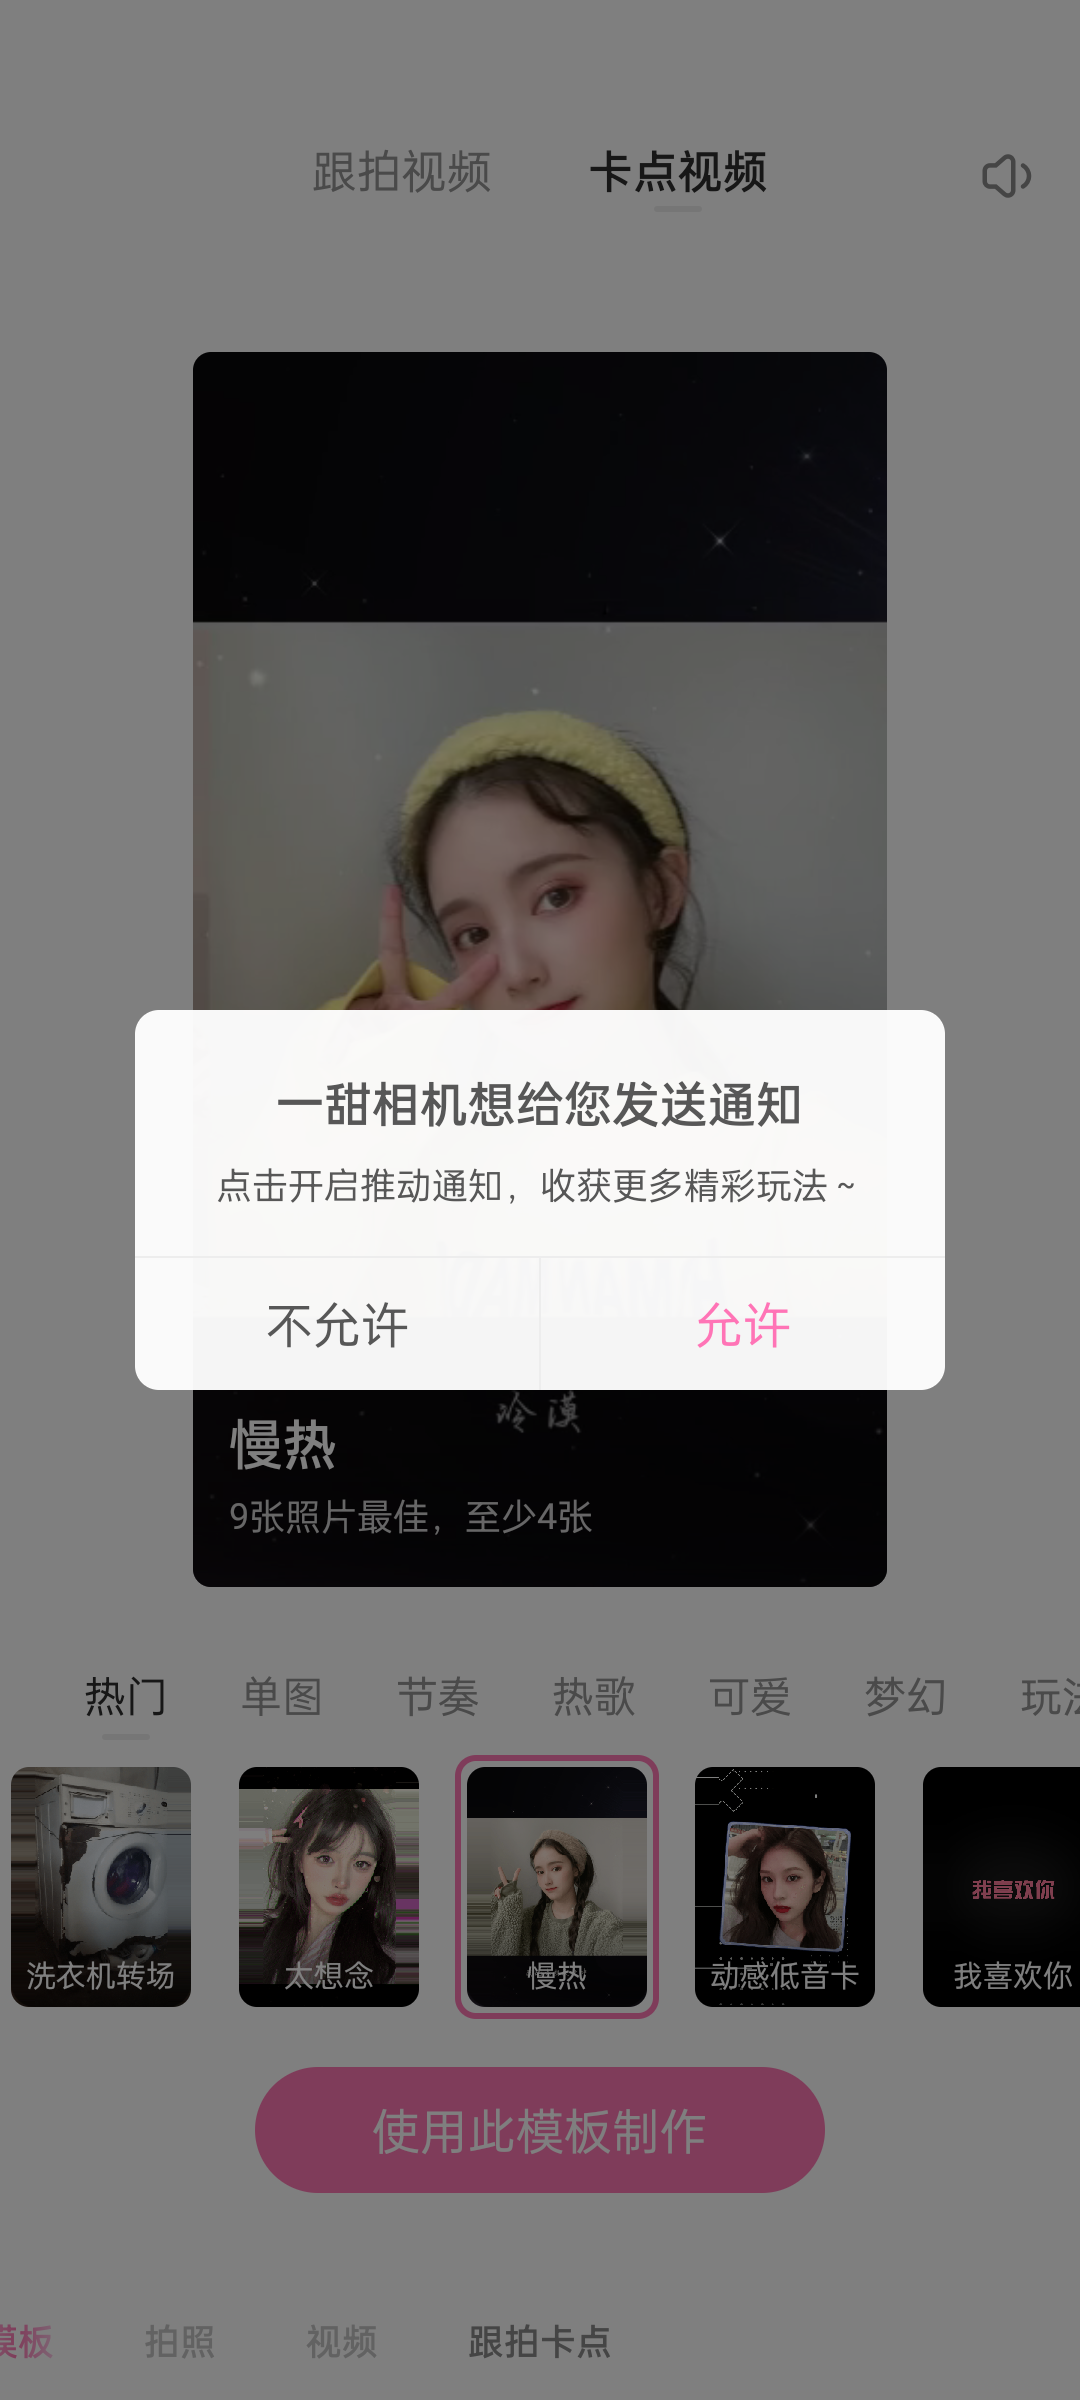 跟拍视频
卡点视频
一甜相机想给您发送通知
点击开启推动通知，收获更多精彩玩法～
不允许
允许
冷漠
慢热
9张照片最佳，至少4张
热门
单图
节奏
热歌
可爱
梦幻
玩法
洗衣机转场
太想念
慢热
动感低音卡
我喜欢你
我喜欢你
使用此模板制作
模板
拍照
视频
跟拍卡点